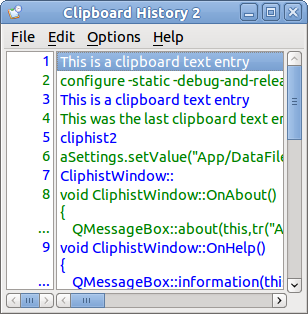 Clipboard History 2
File Edit Options Help
1 This is a clipboard text entry
2 configure -static -debug-and-relea
3 This is a clipboard text entry
4 This was the last clipboard text en
5 cliphist2
6 aSettings.setValue("App/DataFile
7 CliphistWindow::
8 void CliphistWindow::OnAbout()
{
... QMessageBox::about(this,tr("A
9 void CliphistWindow::OnHelp()
{
... QMessageBox::information(thi